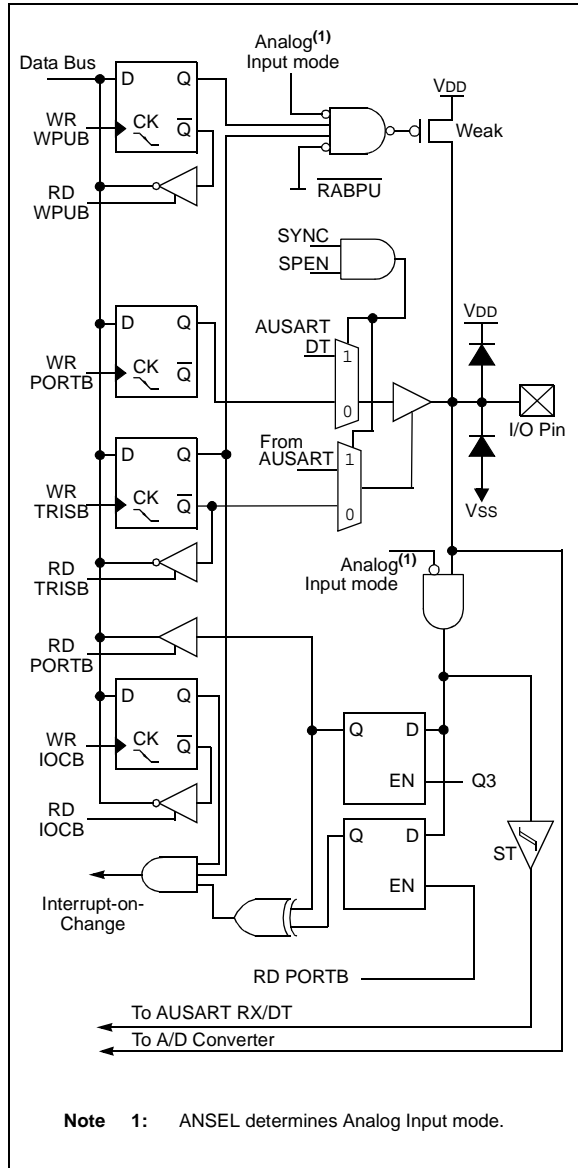 Data Bus
Analog(1)
Input mode
VDD
D
Q
WR
WPUB
CK
Q
Weak
RD
WPUB
RABPU
SYNC
SPEN
D
Q
AUSART
DT
1
VDD
WR
PORTB
CK
Q
0
I/O Pin
D
Q
From
AUSART
1
WR
TRISB
CK
Q
0
VSS
RD
TRISB
Analog(1)
Input mode
RD
PORTB
D
Q
WR
IOCB
CK
Q
Q
D
EN
Q3
RD
IOCB
Q
D
ST
EN
Interrupt-on-
Change
RD PORTB
To AUSART RX/DT
To A/D Converter
Note 1: ANSEL determines Analog Input mode.